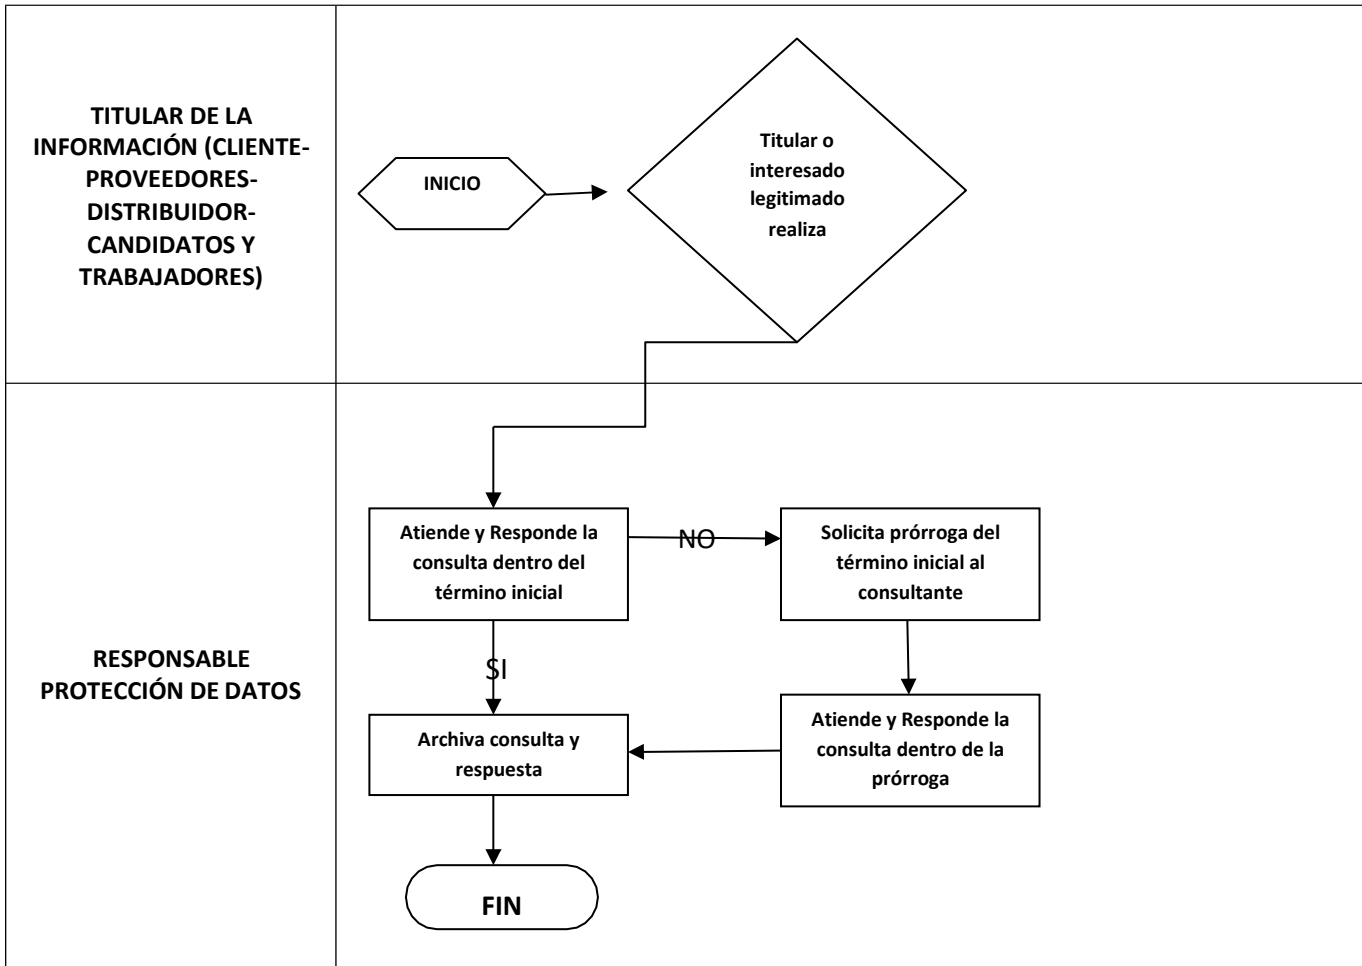 TITULAR DE LA
INFORMACIÓN (CLIENTE-
PROVEEDORES-
DISTRIBUIDOR-
CANDIDATOS Y
TRABAJADORES)
INICIO
Titular o
interesado
legitimado
realiza
RESPONSABLE
PROTECCIÓN DE DATOS
Atiende y Responde la
consulta dentro del
término inicial
NO
Solicita prórroga del
término inicial al
consultante
SI
Archiva consulta y
respuesta
Atiende y Responde la
consulta dentro de la
prórroga
FIN